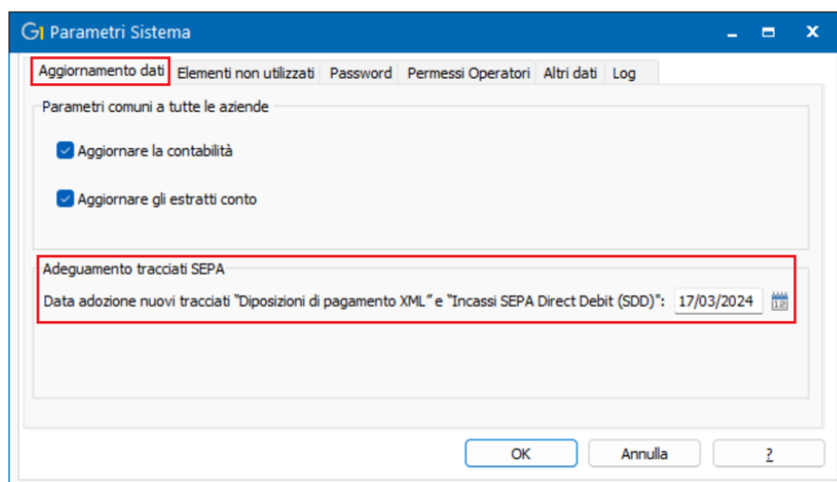 G1 Parametri Sistema
Aggiornamento dati Elementi non utilizzati Password Permessi Operatori Altri dati Log
Parametri comuni a tutte le aziende
Aggiornare la contabilità
Aggiornare gli estratti conto
Adeguamento tracciati SEPA
Data adozione nuovi tracciati "Diposizioni di pagamento XML" e "Incassi SEPA Direct Debit (SDD)": 17/03/2024 12
OK Annulla ?